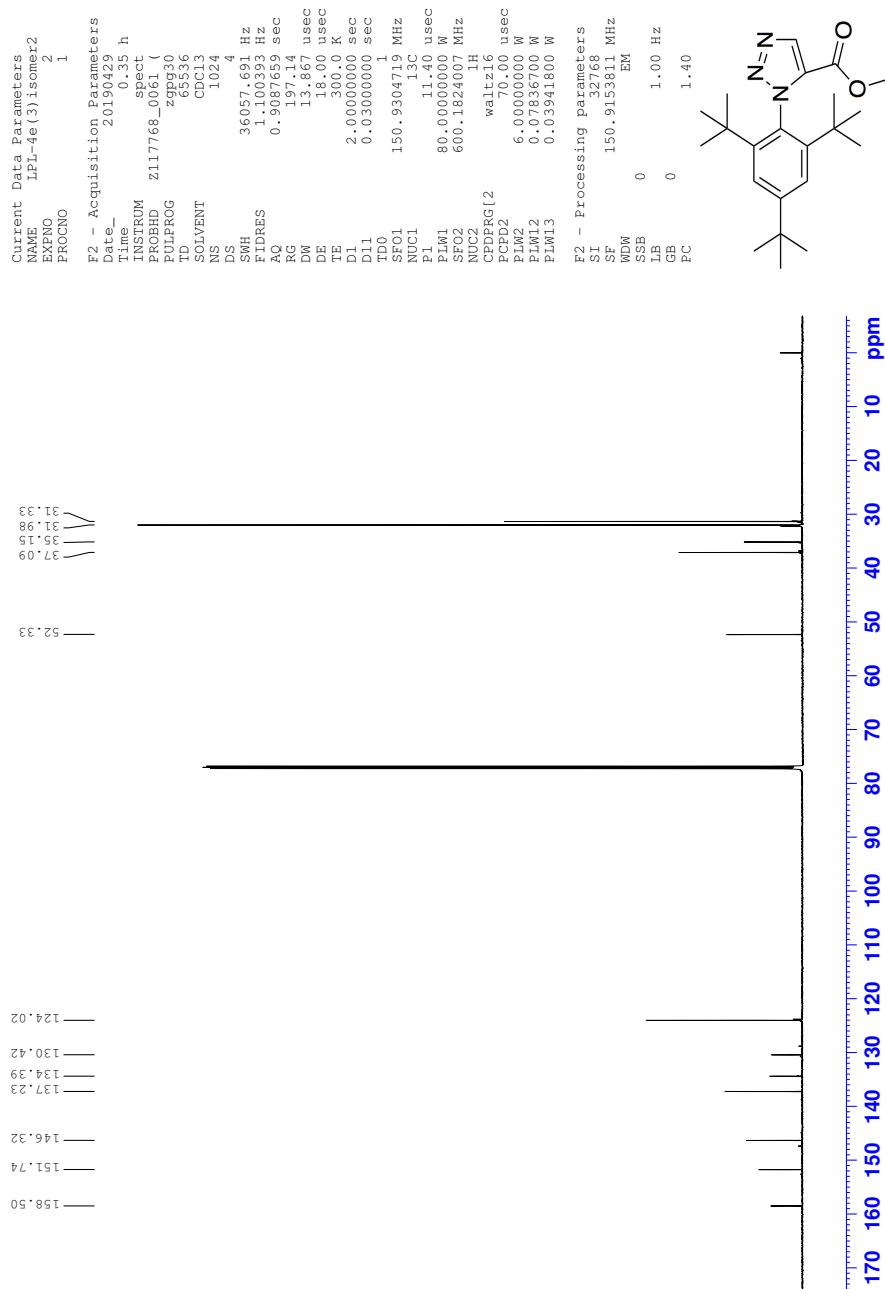 Current Data Parameters
NAME LPL-4e(3)isomer2
EXPNO 2
PROCNO 1
F2 - Acquisition Parameters
Date_ 20190429
Time 0.35 h
INSTRUM spect
PROBHD Z117768_0061 (
PULPROG zgpg30
TD 65536
SOLVENT CDCl3
NS 1024
DS 4
SWH 36057.691 Hz
FIDRES 1.100393 Hz
AQ 0.9087659 sec
RG 197.14
DW 13.867 usec
DE 18.00 usec
TE 300.0 K
D1 2.00000000 sec
D11 0.03000000 sec
TD0 1
SFO1 150.9304719 MHz
NUC1 13C
P1 11.40 usec
PLW1 80.00000000 W
SFO2 600.1824007 MHz
NUC2 1H
CPDPRG[2 waltz16
PCPD2 70.00 usec
PLW2 6.00000000 W
PLW12 0.07836700 W
PLW13 0.03941800 W
F2 - Processing parameters
SI 32768
SF 150.9153811 MHz
WDW EM
SSB 0
LB 1.00 Hz
GB 0
PC 1.40
N
N
N
O
O
158.50
151.74
146.32
137.23
134.39
130.42
124.02
52.33
37.09
35.15
31.98
31.33
170 160 150 140 130 120 110 100 90 80 70 60 50 40 30 20 10 ppm